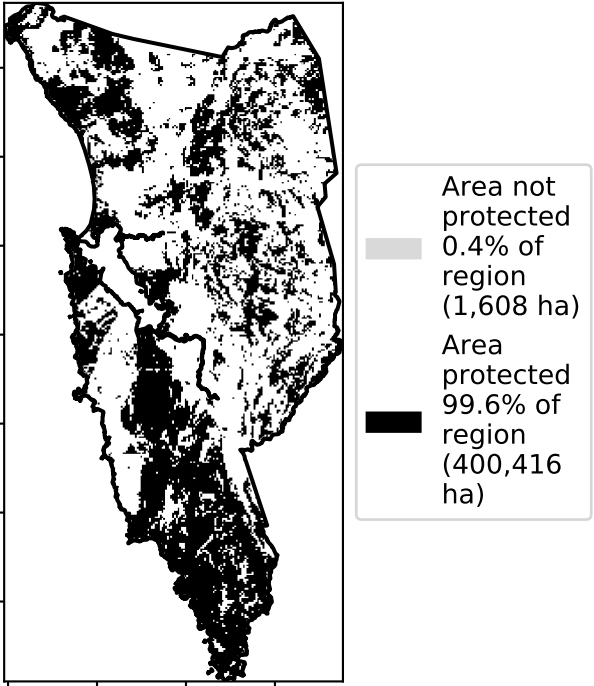 Area not
protected
0.4% of
region
(1,608 ha)
Area
protected
99.6% of
region
(400,416
ha)